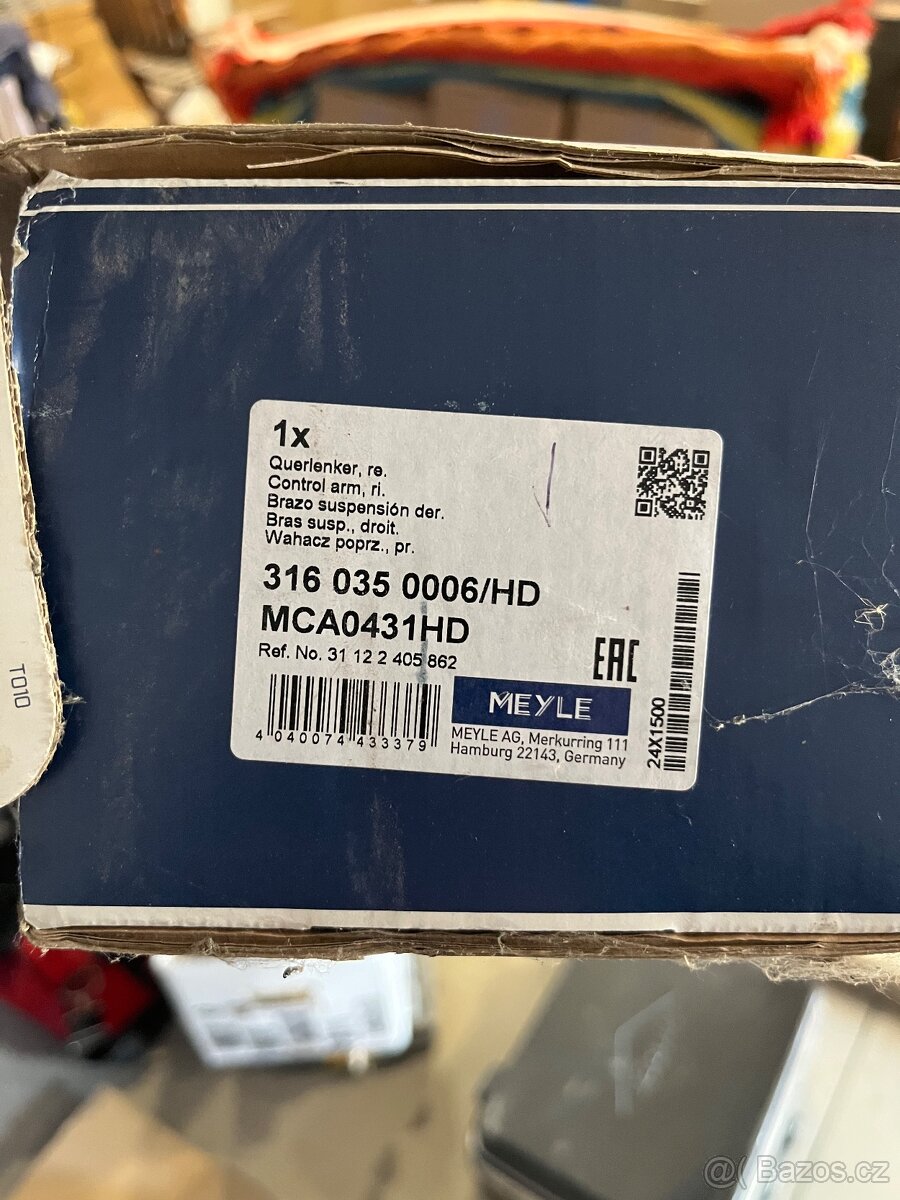 1x
Querlenker, re.
Control arm, ri.
Brazo suspensión der.
Bras susp., droit.
Wahacz poprz., pr.
316 035 0006/HD
MCA0431HD
Ref. No. 31 12 2 405 862
EAC
4 040074 433379
MEYLE
MEYLE AG, Merkurring 111
Hamburg 22143, Germany
24X1500
T010
@( Bazos.cz